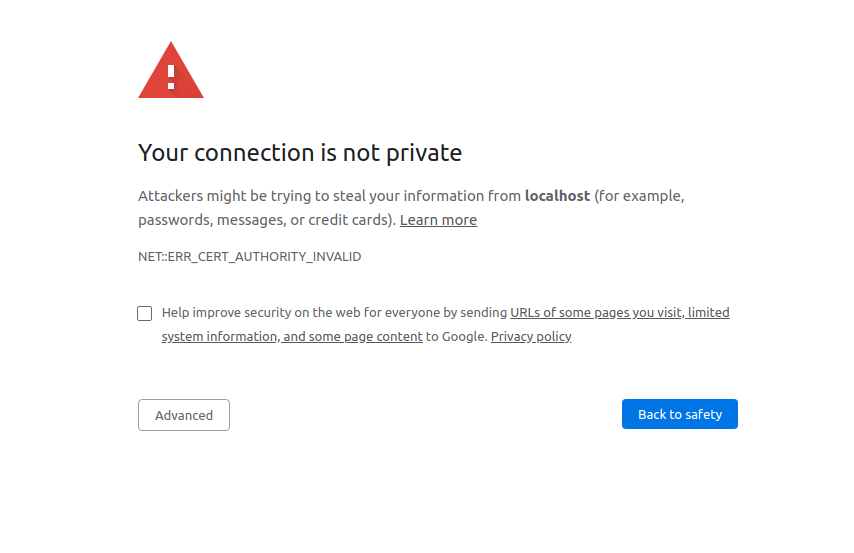 Your connection is not private
Attackers might be trying to steal your information from localhost (for example,
passwords, messages, or credit cards). Learn more
NET::ERR_CERT_AUTHORITY_INVALID
Help improve security on the web for everyone by sending URLs of some pages you visit, limited
system information, and some page content to Google. Privacy policy
Advanced
Back to safety